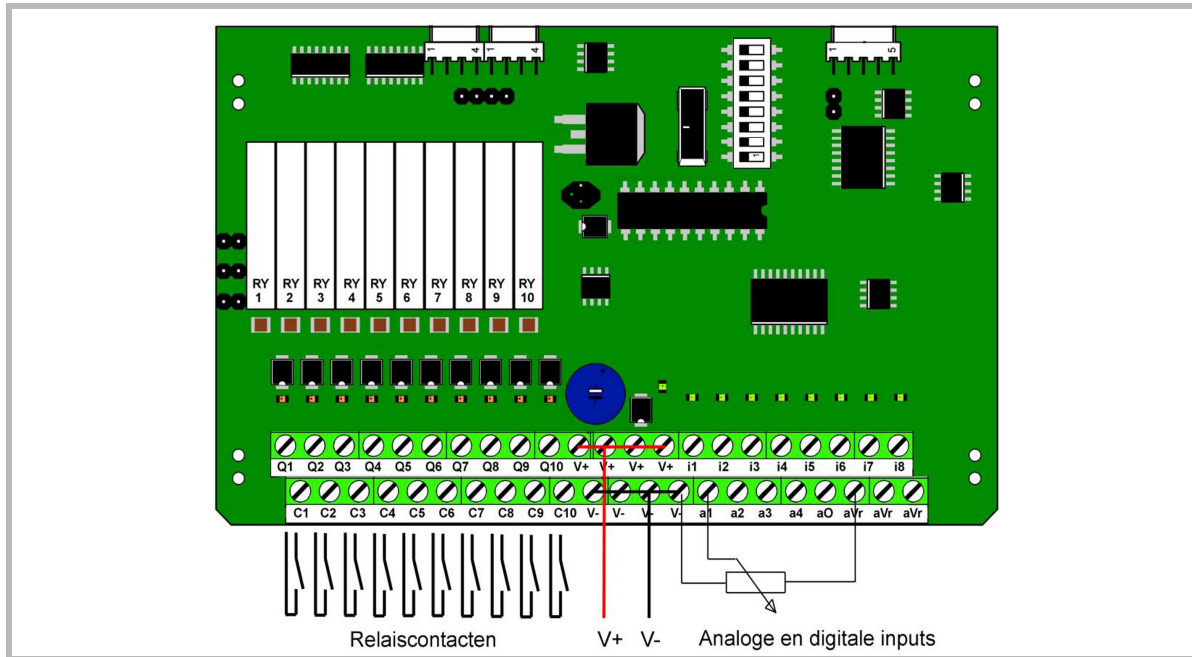 1 4 1 4 1 5
1
RY RY RY RY RY RY RY RY RY RY
1 2 3 4 5 6 7 8 9 10
+
Q1 Q2 Q3 Q4 Q5 Q6 Q7 Q8 Q9 Q10 V+ V+ V+ V+ i1 i2 i3 i4 i5 i6 i7 i8
C1 C2 C3 C4 C5 C6 C7 C8 C9 C10 V- V- V- V- a1 a2 a3 a4 aO aVr aVr aVr
Relaiscontacten V+ V- Analoge en digitale inputs